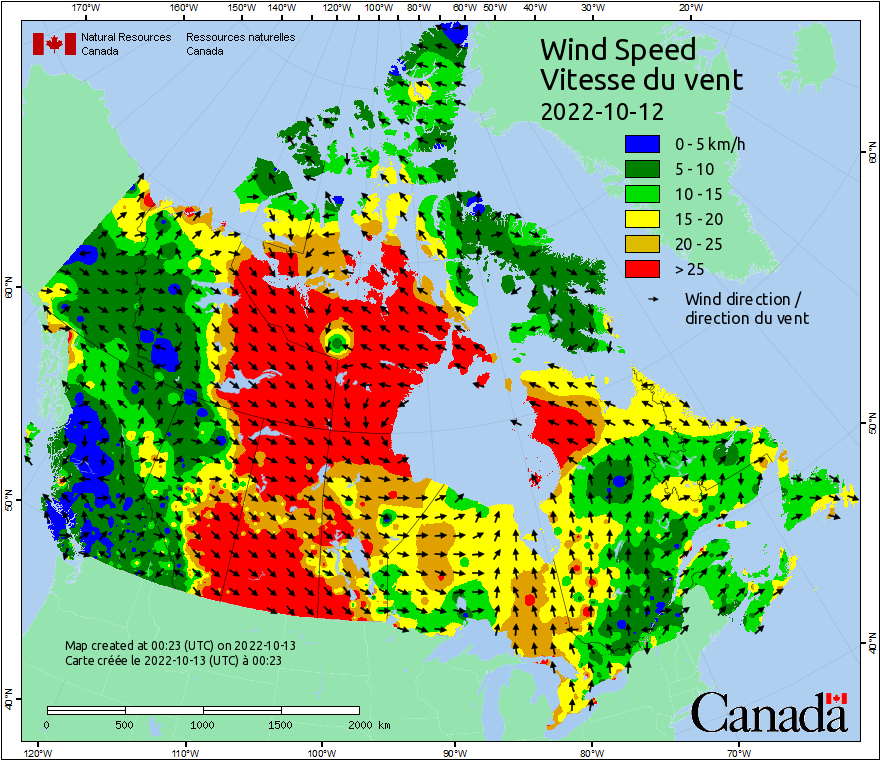 170°W 160°W 150°W 140°W 120°W 100°W 80°W 60°W 50°W 40°W 30°W 20°W
Natural Resources Ressources naturelles
Canada Canada
Wind Speed
Vitesse du vent
2022-10-12
0 - 5 km/h
5 - 10
10 - 15
15 - 20
20 - 25
> 25
Wind direction /
direction du vent
60°N
50°N
40°N
60°N
50°N
40°N
Map created at 00:23 (UTC) on 2022-10-13
Carte créée le 2022-10-13 (UTC) à 00:23
0 500 1000 1500 2000 km
Canada
120°W 110°W 100°W 90°W 80°W 70°W